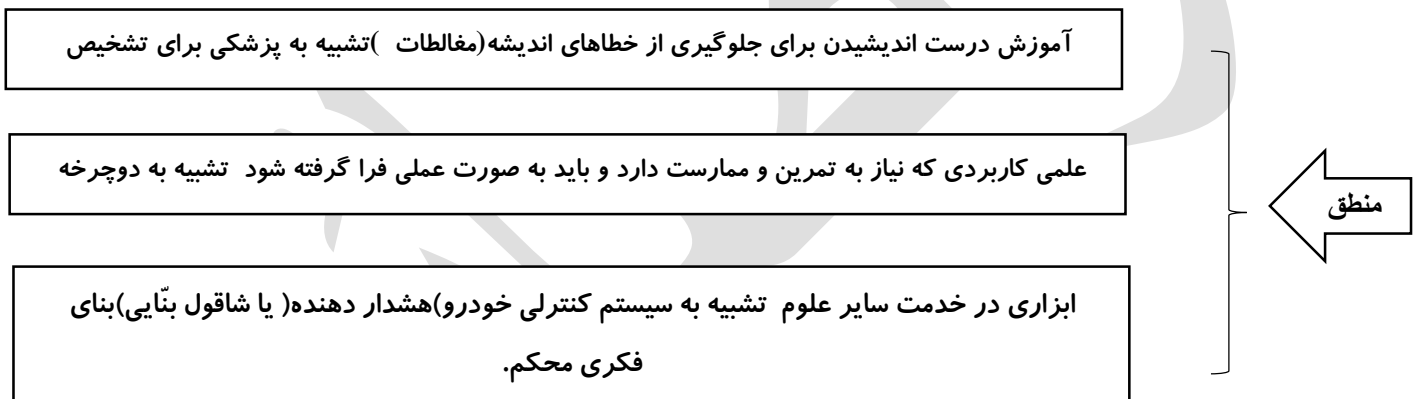 آموزش درست اندیشیدن برای جلوگیری از خطاهای اندیشه(مغالطات )تشبیه به پزشکی برای تشخیص
علمی کاربردی که نیاز به تمرین و ممارست دارد و باید به صورت عملی فرا گرفته شود تشبیه به دوچرخه
منطق
ابزاری در خدمت سایر علوم تشبیه به سیستم کنترلی خودرو)هشدار دهنده( یا شاقول بنّایی)بنای
فکری محکم.